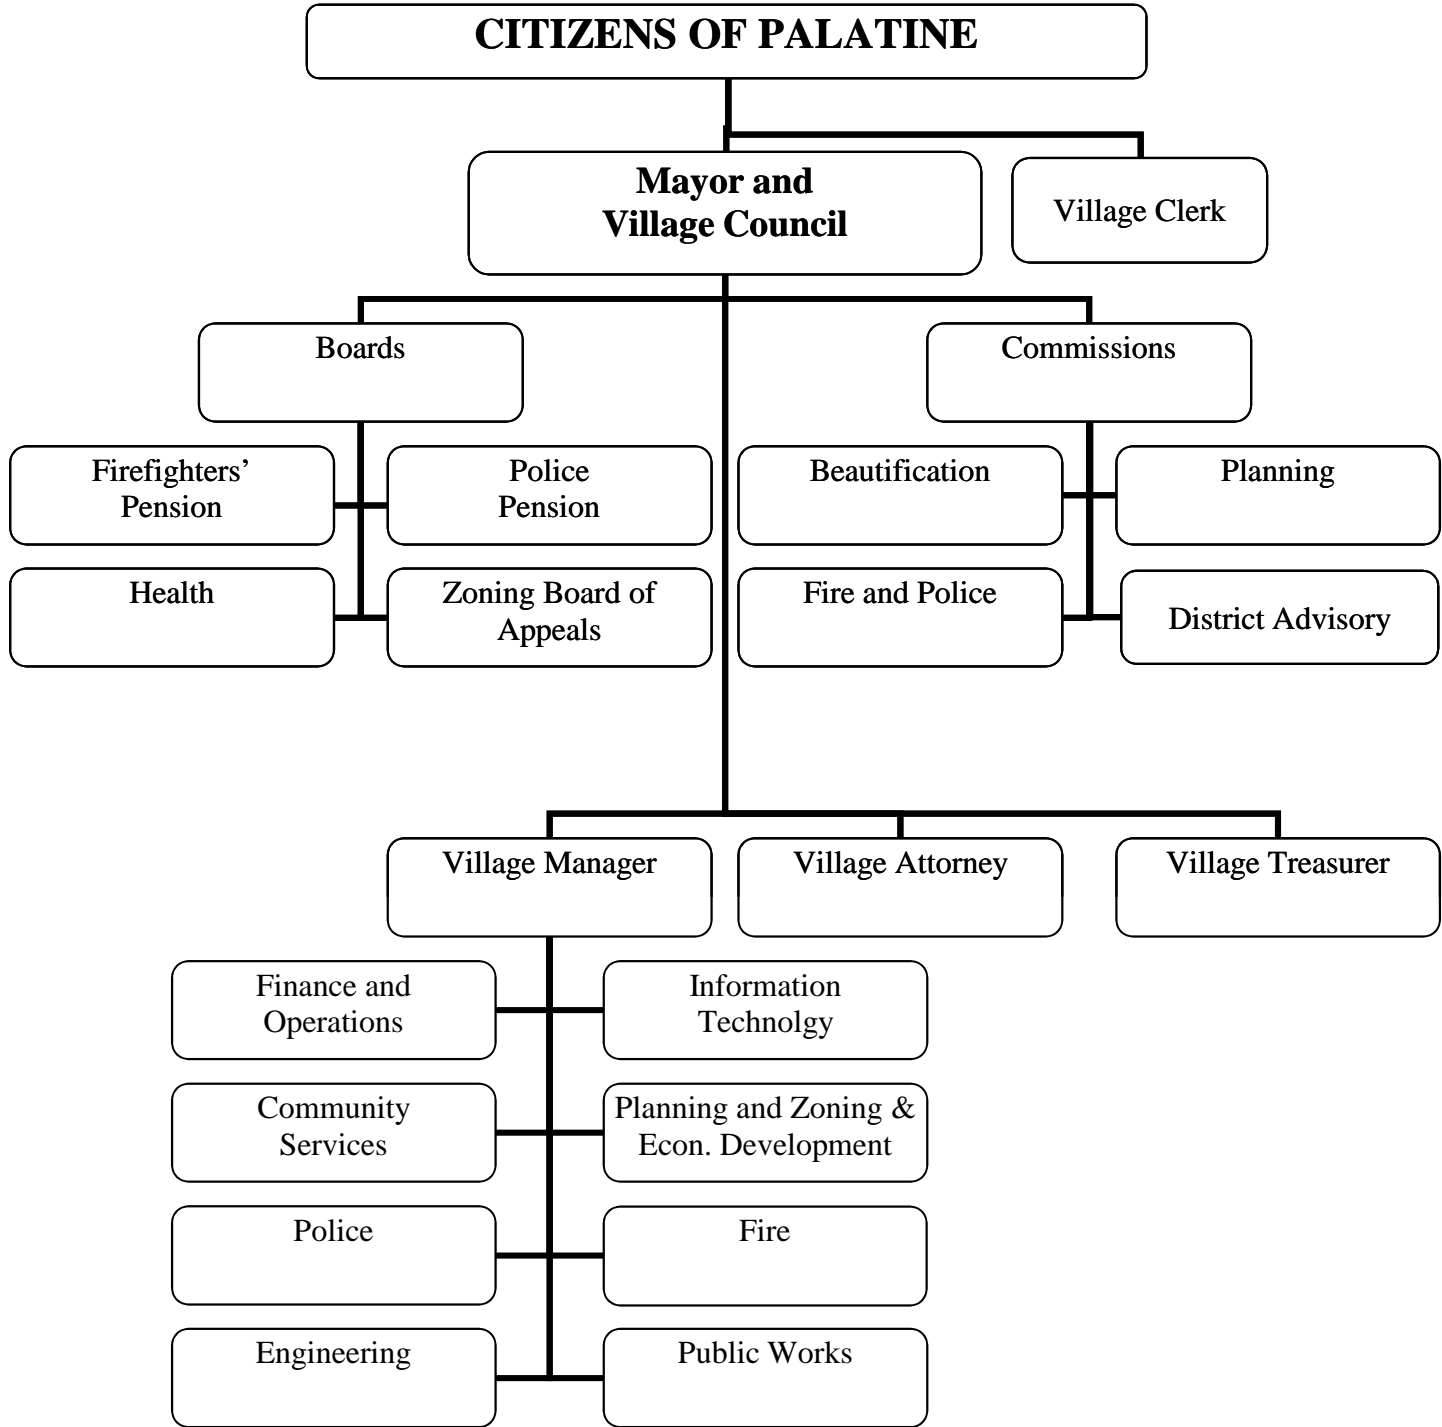 CITIZENS OF PALATINE
Mayor and
Village Council
Village Clerk
Boards
Commissions
Firefighters’
Pension
Police
Pension
Beautification
Planning
Health
Zoning Board of
Appeals
Fire and Police
District Advisory
Village Manager
Village Attorney
Village Treasurer
Finance and
Operations
Information
Technolgy
Community
Services
Planning and Zoning &
Econ. Development
Police
Fire
Engineering
Public Works